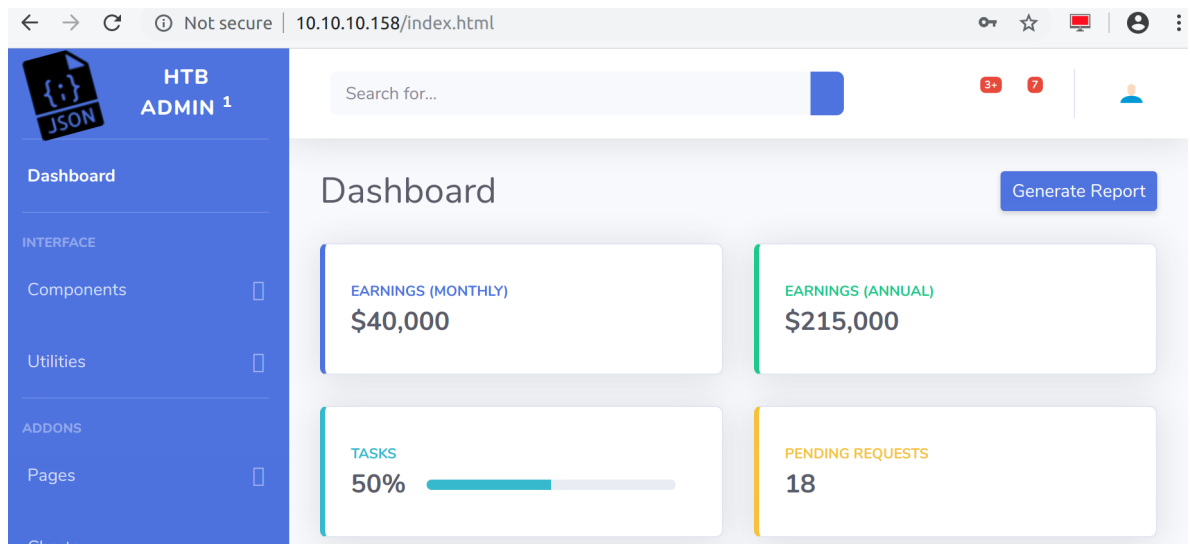 Not secure 10.10.10.158/index.html
{;}
JSON
HTB
ADMIN 1
Search for...
3+
7
Dashboard
Dashboard
Generate Report
INTERFACE
Components
Utilities
ADDONS
Pages
EARNINGS (MONTHLY)
$40,000
EARNINGS (ANNUAL)
$215,000
TASKS
50%
PENDING REQUESTS
18